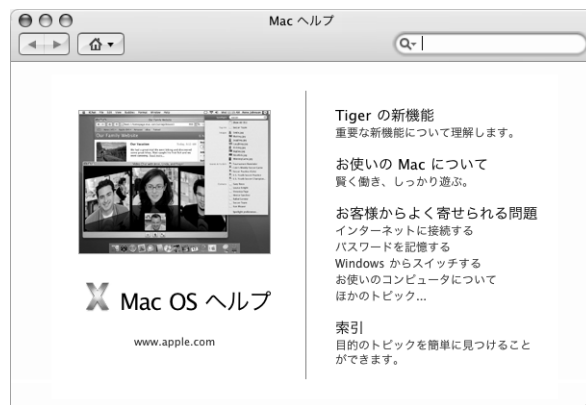 Mac ヘルプ
Mac OS ヘルプ
www.apple.com
Tiger の新機能
重要な新機能について理解します。
お使いの Mac について
賢く働き、しっかり遊ぶ。
お客様からよく寄せられる問題
インターネットに接続する
パスワードを記憶する
Windows からスイッチする
お使いのコンピュータについて
ほかのトピック...
索引
目的のトピックを簡単に見つけること
ができます。